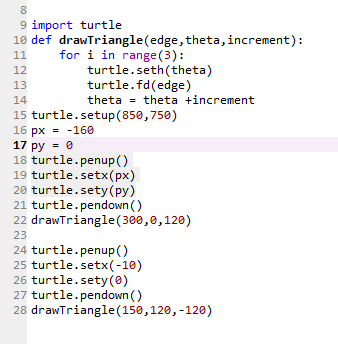 8
9 import turtle
10 def drawTriangle(edge,theta,increment):
11     for i in range(3):
12         turtle.seth(theta)
13         turtle.fd(edge)
14         theta = theta +increment
15 turtle.setup(850,750)
16 px = -160
17 py = 0
18 turtle.penup()
19 turtle.setx(px)
20 turtle.sety(py)
21 turtle.pendown()
22 drawTriangle(300,0,120)
23
24 turtle.penup()
25 turtle.setx(-10)
26 turtle.sety(0)
27 turtle.pendown()
28 drawTriangle(150,120,-120)